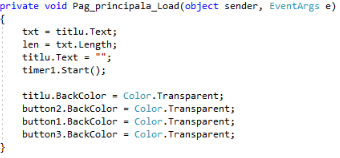 private void Pag_principala_Load(object sender, EventArgs e)
{
txt = titlu.Text;
len = txt.Length;
titlu.Text = "";
timer1.Start();
titlu.BackColor = Color.Transparent;
button2.BackColor = Color.Transparent;
button1.BackColor = Color.Transparent;
button3.BackColor = Color.Transparent;
}